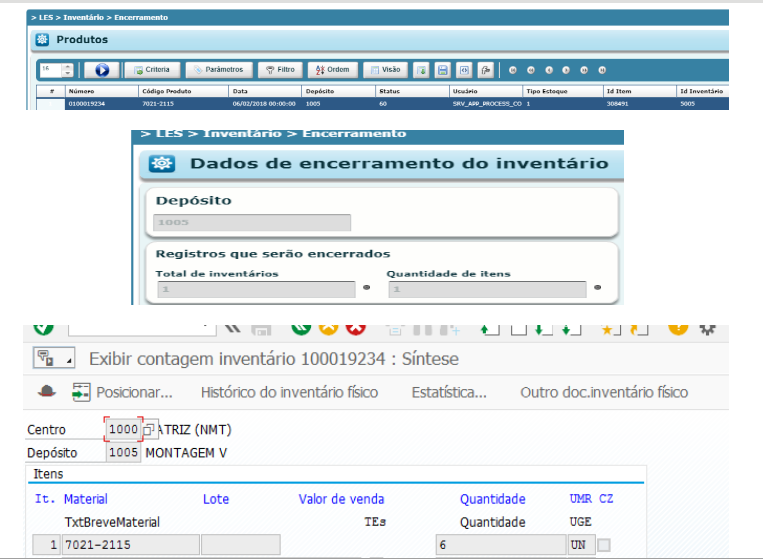 > LES > Inventário > Encerramento
Produtos
16 Criteria Parâmetros Filtro Ordem Visão
# Número Código Produto Data Depósito Status Usuário Tipo Estoque Id Item Id Inventário
0100019234 7021-2115 06/02/2018 00:00:00 1005 60 SRV_APP_PROCESS_CO 1 308491 5005
> LES > Inventário > Encerramento
Dados de encerramento do inventário
Depósito
1005
Registros que serão encerrados
Total de inventários Quantidade de itens
1 1
Exibir contagem inventário 100019234 : Síntese
Posicionar... Histórico do inventário físico Estatística... Outro doc.inventário físico
Centro 1000 ATRIZ (NMT)
Depósito 1005 MONTAGEM V
Itens
It. Material Lote Valor de venda Quantidade UMR CZ
TxtBreveMaterial TEs Quantidade UGE
1 7021-2115 6 UN